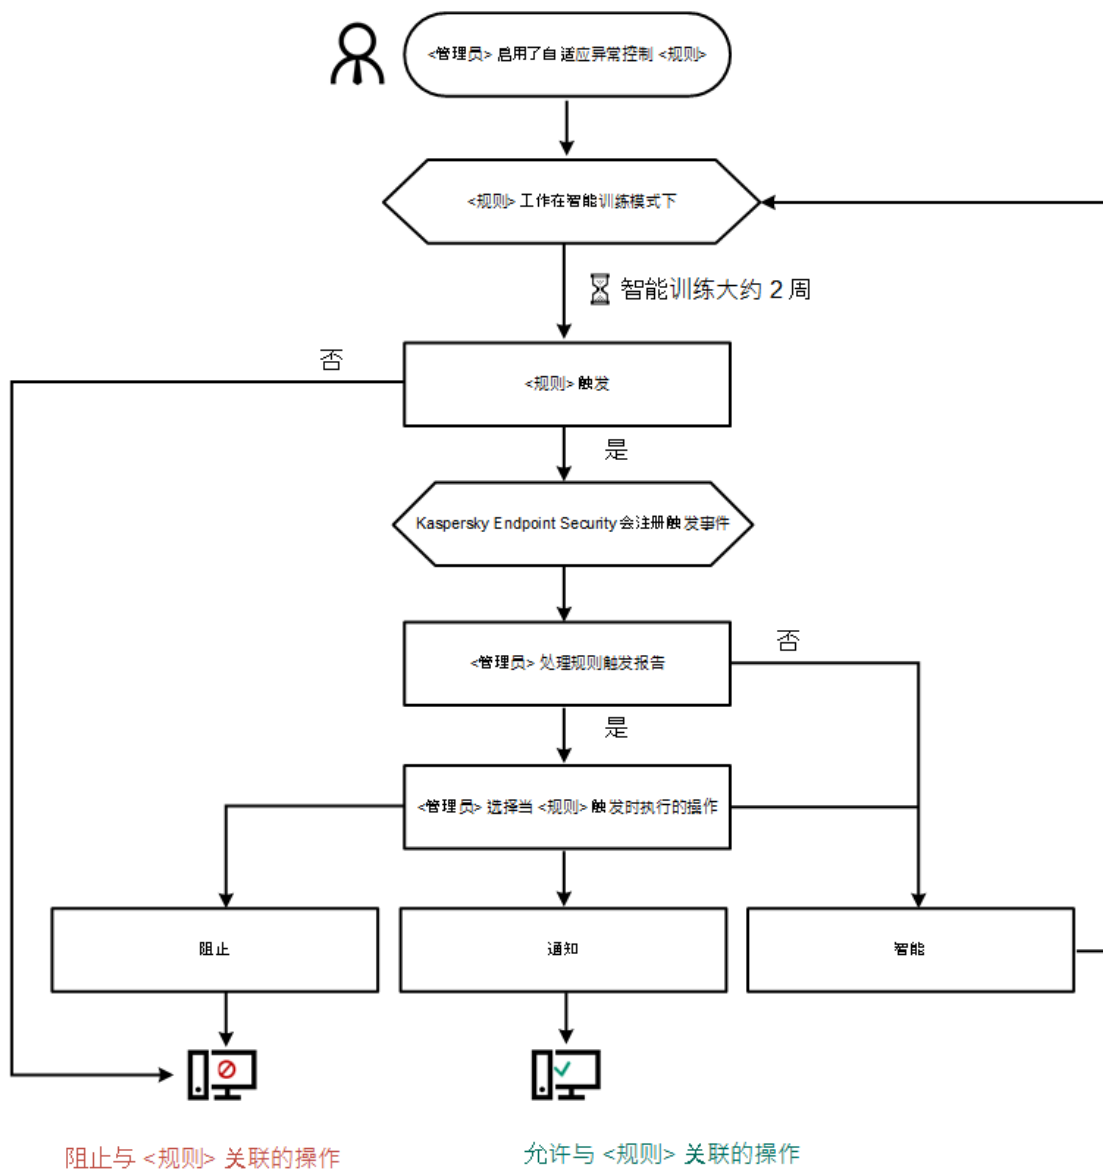 <管理员> 启用了自适应异常控制 <规则>
<规则> 工作在智能训练模式下
智能训练大约 2 周
否
<规则> 触发
是
Kaspersky Endpoint Security 会注册触发事件
否
<管理员> 处理规则触发报告
是
<管理员> 选择当 <规则> 触发时执行的操作
阻止
通知
智能
阻止与 <规则> 关联的操作
允许与 <规则> 关联的操作